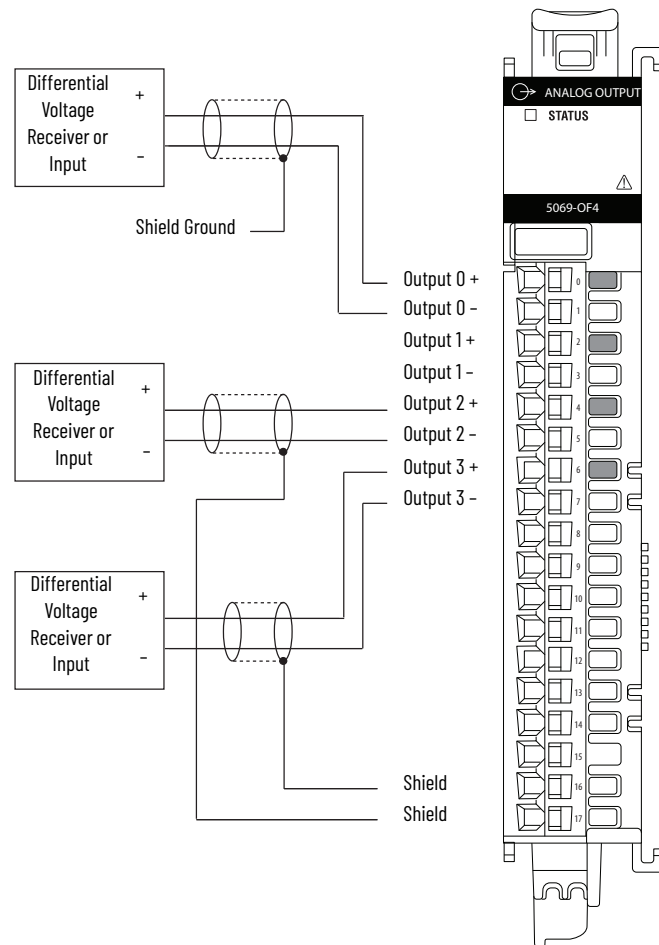 Differential
Voltage
Receiver or
Input
+
–
Shield Ground
Differential
Voltage
Receiver or
Input
+
–
Differential
Voltage
Receiver or
Input
+
–
Output 0 +
Output 0 –
Output 1 +
Output 1 –
Output 2 +
Output 2 –
Output 3 +
Output 3 –
Shield
Shield
ANALOG OUTPUT
STATUS
5069-OF4
0
1
2
3
4
5
6
7
8
9
10
11
12
13
14
15
16
17